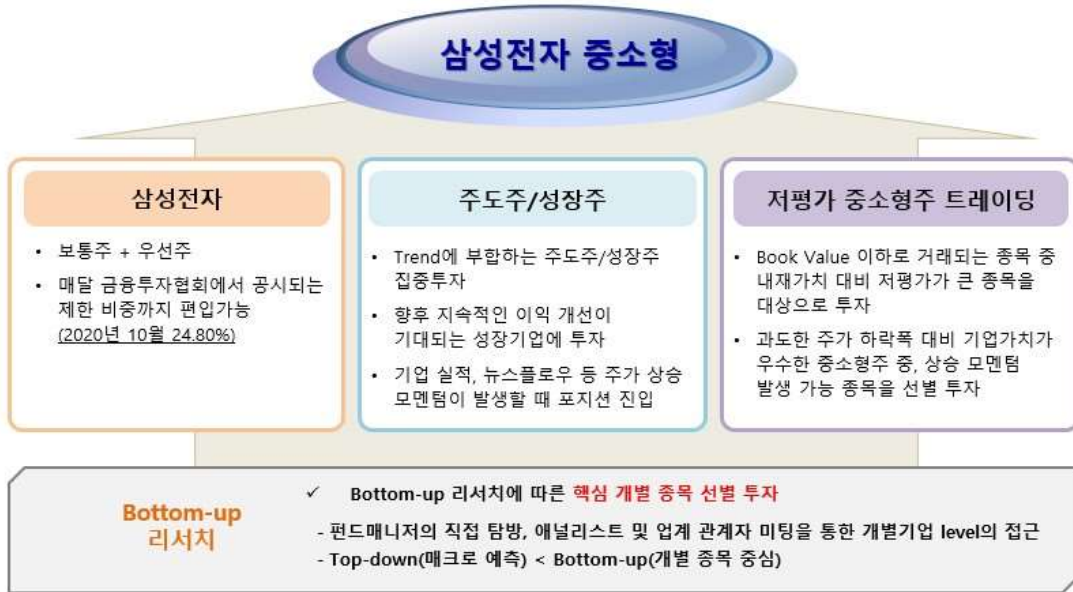 삼성전자 중소형
삼성전자
• 보통주 + 우선주
• 매달 금융투자협회에서 공시되는
제한 비중까지 편입가능
(2020년 10월 24.80%)
주도주/성장주
• Trend에 부합하는 주도주/성장주
집중투자
• 향후 지속적인 이익 개선이
기대되는 성장기업에 투자
• 기업 실적, 뉴스플로우 등 주가 상승
모멘텀이 발생할 때 포지션 진입
저평가 중소형주 트레이딩
• Book Value 이하로 거래되는 종목 중
내재가치 대비 저평가가 큰 종목을
대상으로 투자
• 과도한 주가 하락폭 대비 기업가치가
우수한 중소형주 중, 상승 모멘텀
발생 가능 종목을 선별 투자
Bottom-up
리서치
✓ Bottom-up 리서치에 따른 핵심 개별 종목 선별 투자
- 펀드매니저의 직접 탐방, 애널리스트 및 업계 관계자 미팅을 통한 개별기업 level의 접근
- Top-down(매크로 예측) < Bottom-up(개별 종목 중심)